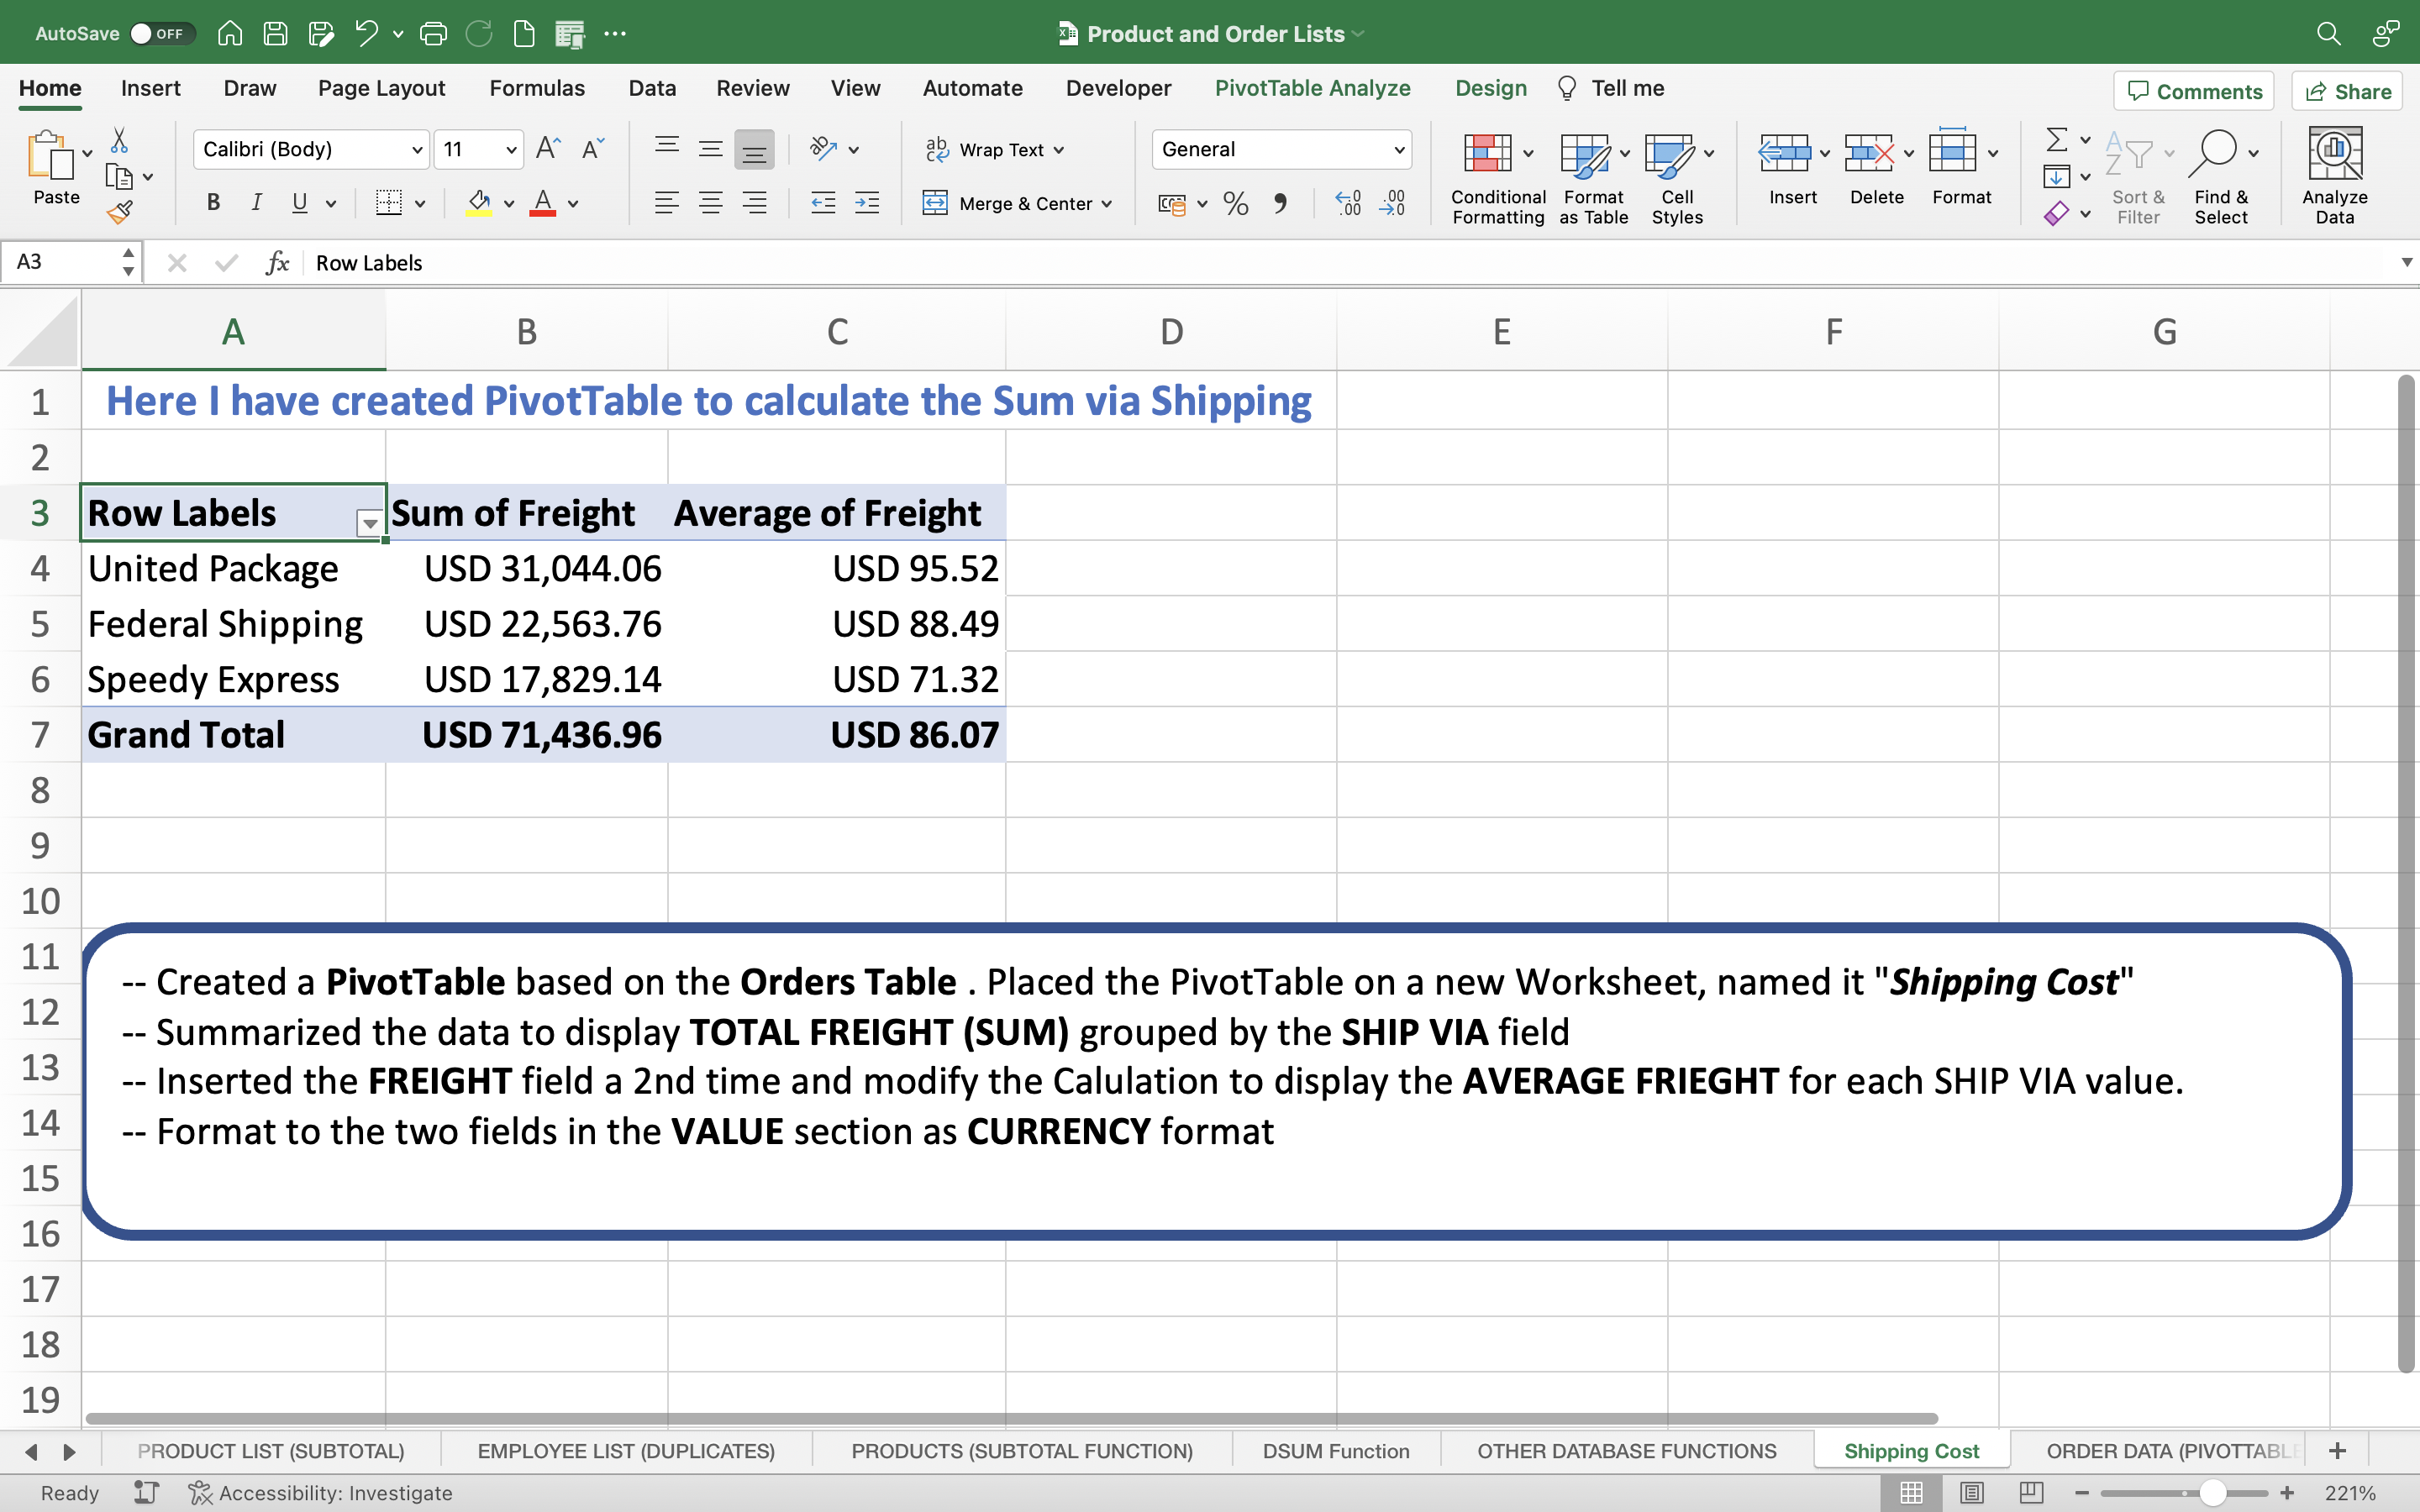 AutoSave OFF
Product and Order Lists
Home Insert Draw Page Layout Formulas Data Review View Automate Developer PivotTable Analyze Design Tell me
Comments Share
Paste
Calibri (Body) 11
B I U
Wrap Text
Merge & Center
General
Conditional Formatting
Format as Table
Cell Styles
Insert Delete Format
Sort & Filter
Find & Select
Analyze Data
A3 fx Row Labels
A B C D E F G
1 Here I have created PivotTable to calculate the Sum via Shipping
2
3 Row Labels Sum of Freight Average of Freight
4 United Package USD 31,044.06 USD 95.52
5 Federal Shipping USD 22,563.76 USD 88.49
6 Speedy Express USD 17,829.14 USD 71.32
7 Grand Total USD 71,436.96 USD 86.07
8
9
10
11
12
13
14
15
16
17
18
19
-- Created a PivotTable based on the Orders Table . Placed the PivotTable on a new Worksheet, named it "Shipping Cost"
-- Summarized the data to display TOTAL FREIGHT (SUM) grouped by the SHIP VIA field
-- Inserted the FREIGHT field a 2nd time and modify the Calulation to display the AVERAGE FRIEGHT for each SHIP VIA value.
-- Format to the two fields in the VALUE section as CURRENCY format
PRODUCT LIST (SUBTOTAL) EMPLOYEE LIST (DUPLICATES) PRODUCTS (SUBTOTAL FUNCTION) DSUM Function OTHER DATABASE FUNCTIONS Shipping Cost ORDER DATA (PIVOTTABLE
Ready Accessibility: Investigate 221%